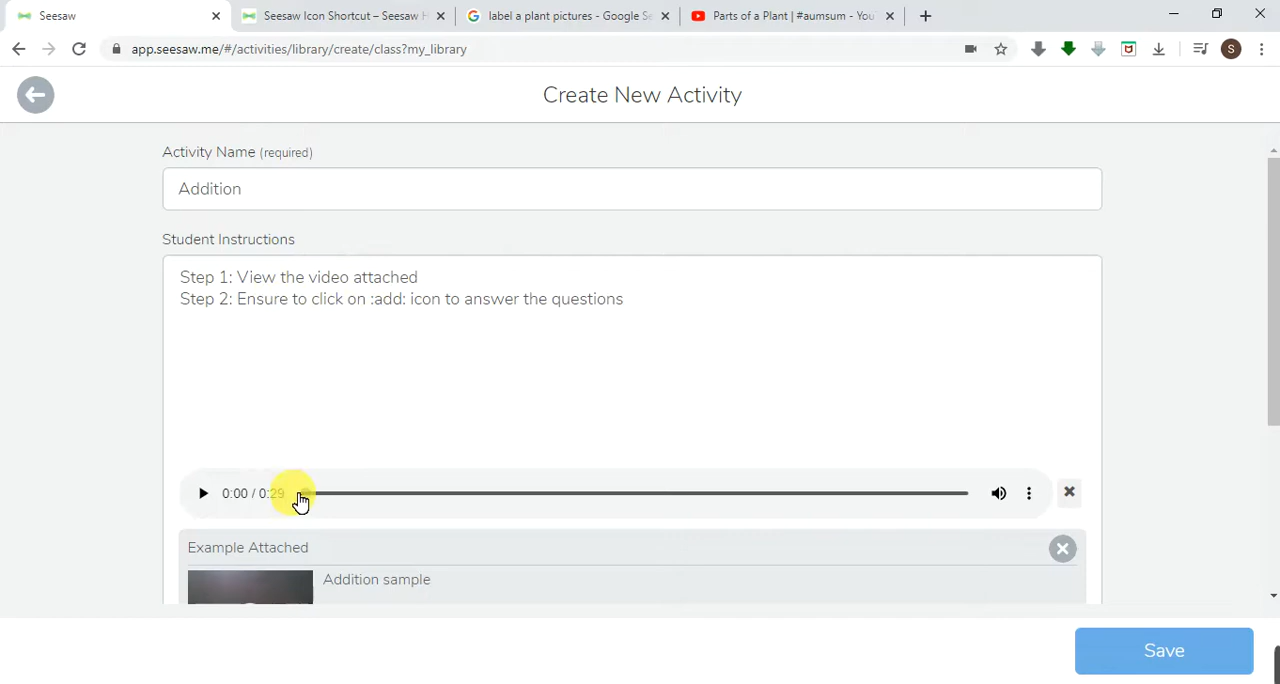 Seesaw
Seesaw Icon Shortcut – Seesaw H
label a plant pictures - Google Se
Parts of a Plant | #aumsum - You
app.seesaw.me/#/activities/library/create/class?my_library
S
Create New Activity
Activity Name (required)
Addition
Student Instructions
Step 1: View the video attached
Step 2: Ensure to click on :add: icon to answer the questions
0:00 / 0:29
Example Attached
Addition sample
Save